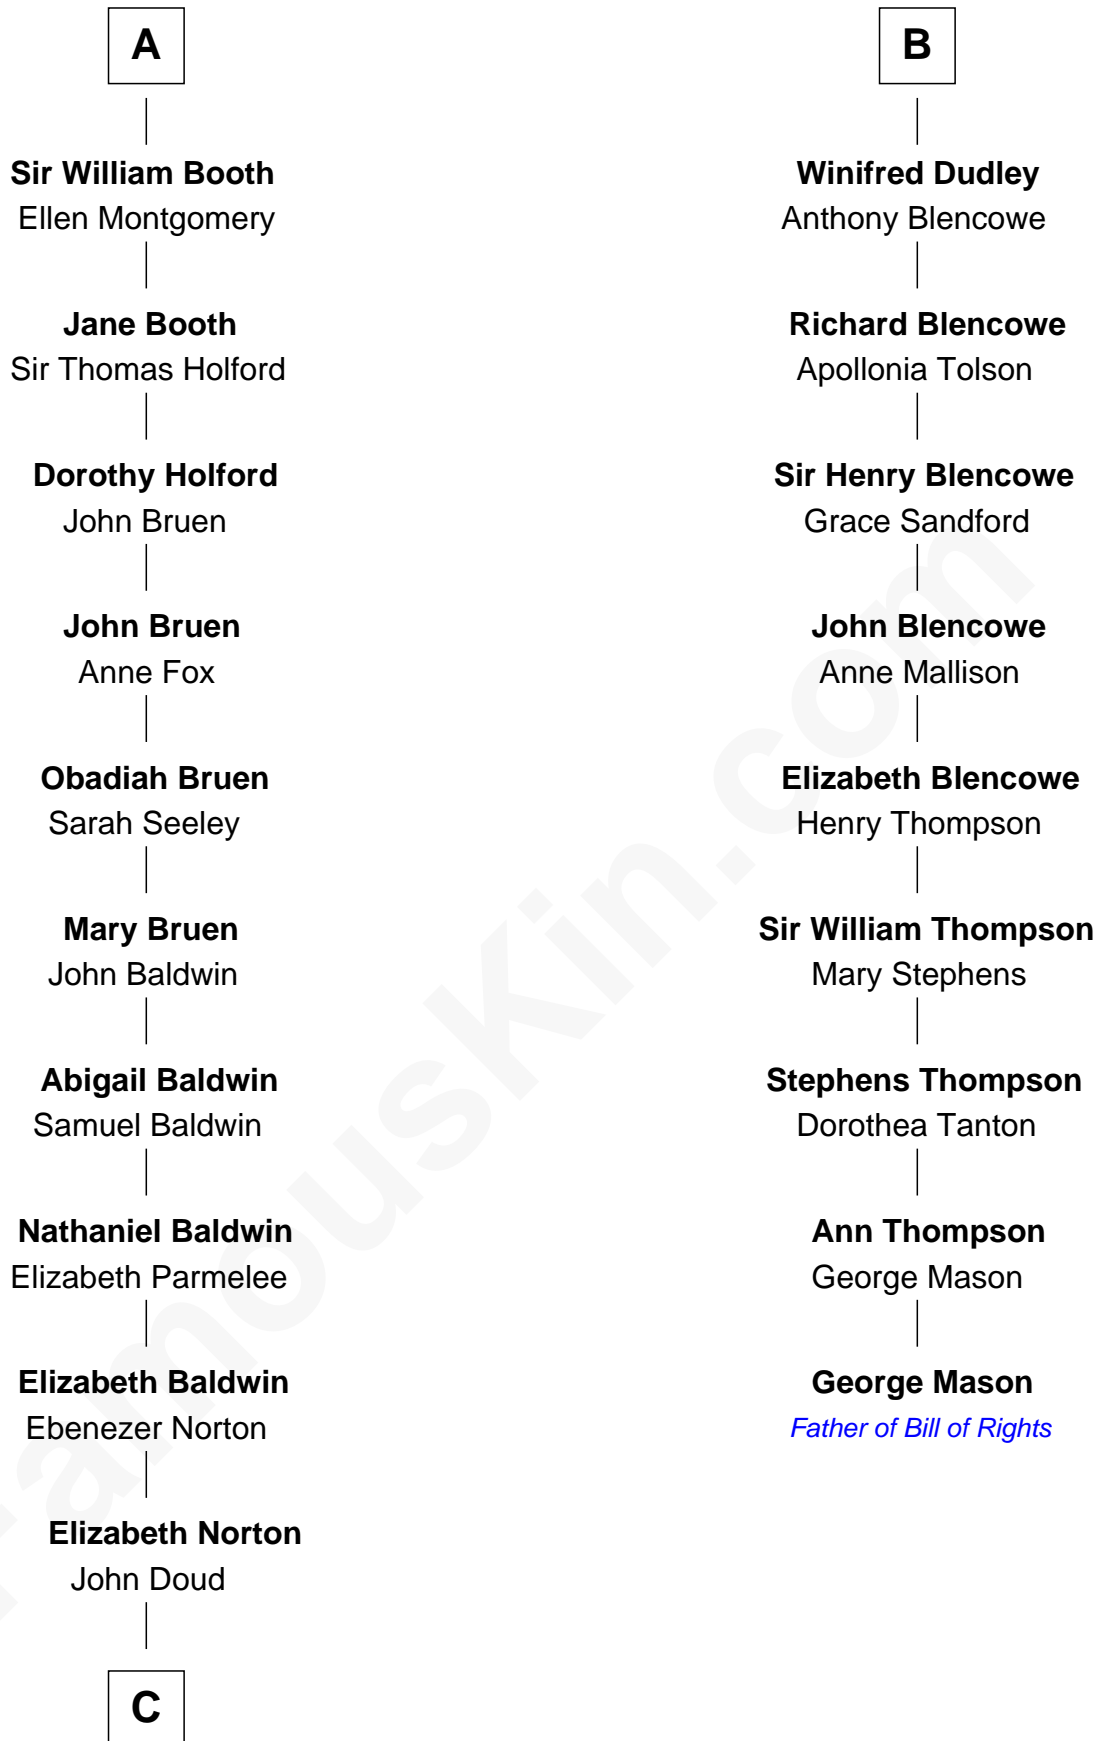 A
Sir William Booth
Ellen Montgomery
Jane Booth
Sir Thomas Holford
Dorothy Holford
John Bruen
John Bruen
Anne Fox
Obadiah Bruen
Sarah Seeley
Mary Bruen
John Baldwin
Abigail Baldwin
Samuel Baldwin
Nathaniel Baldwin
Elizabeth Parmelee
Elizabeth Baldwin
Ebenezer Norton
Elizabeth Norton
John Doud
C
B
Winifred Dudley
Anthony Blencowe
Richard Blencowe
Apollonia Tolson
Sir Henry Blencowe
Grace Sandford
John Blencowe
Anne Mallison
Elizabeth Blencowe
Henry Thompson
Sir William Thompson
Mary Stephens
Stephens Thompson
Dorothea Tanton
Ann Thompson
George Mason
George Mason
Father of Bill of Rights
FamousKin.com